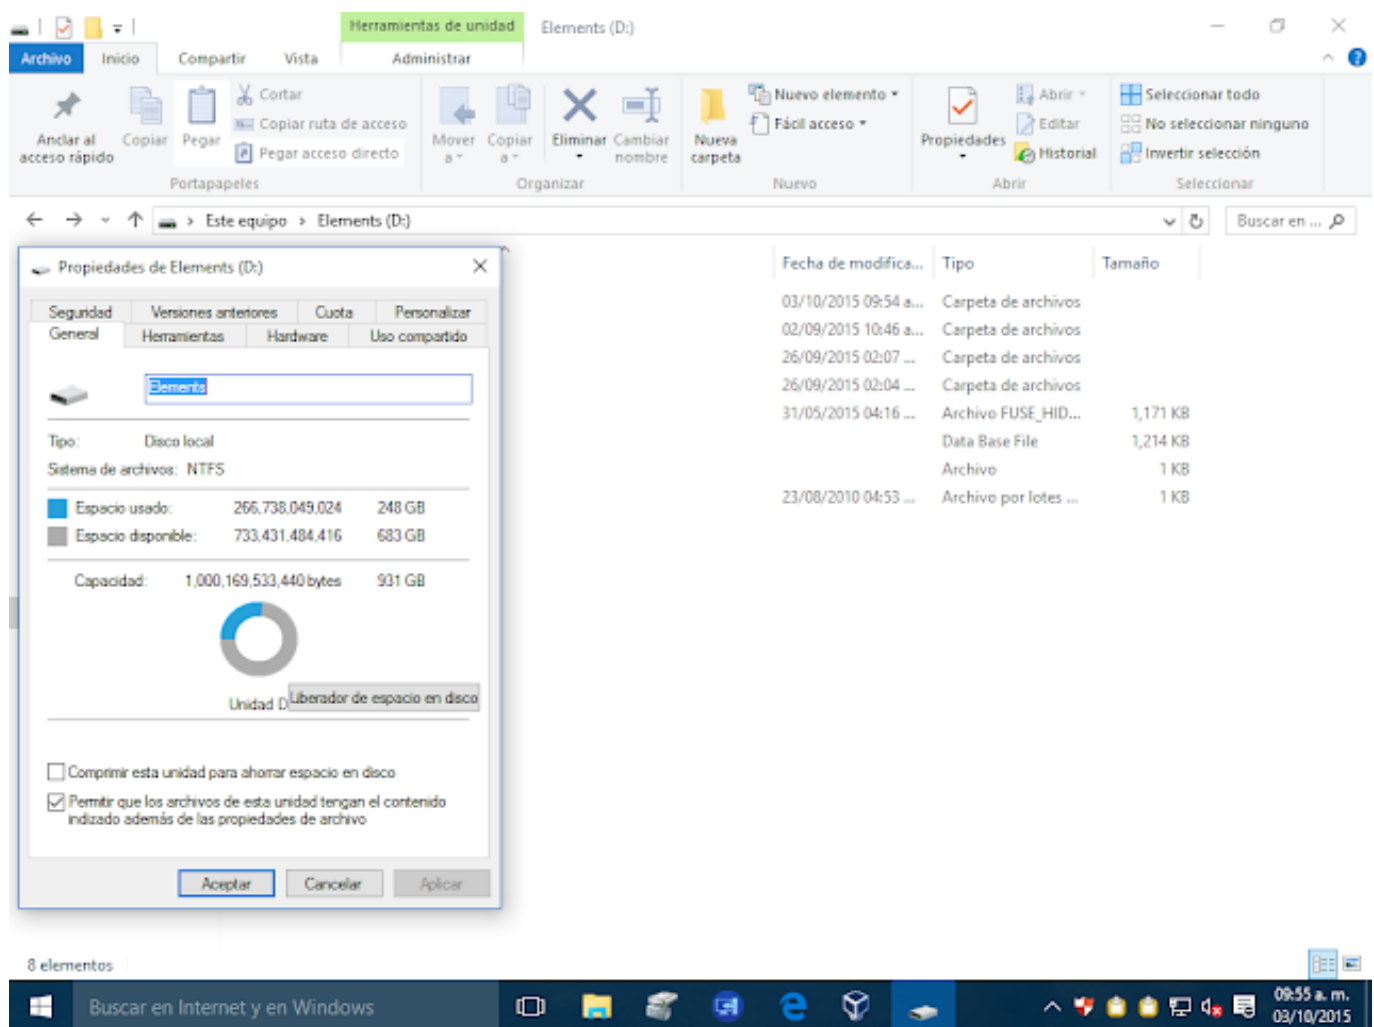 Herramientas de unidad
Elements (D:)
Archivo
Inicio
Compartir
Vista
Administrar
Anclar al
acceso rápido
Copiar
Pegar
Cortar
Copiar ruta de acceso
Pegar acceso directo
Portapapeles
Mover
a
Copiar
a
Eliminar
Cambiar
nombre
Organizar
Nueva
carpeta
Nuevo elemento
Fácil acceso
Nuevo
Propiedades
Abrir
Editar
Historial
Abrir
Seleccionar todo
No seleccionar ninguno
Invertir selección
Seleccionar
Este equipo > Elements (D:)
Buscar en ...
Propiedades de Elements (D:)
Seguridad
Versiones anteriores
Cuota
Personalizar
General
Herramientas
Hardware
Uso compartido
Elements
Tipo: Disco local
Sistema de archivos: NTFS
Espacio usado: 266,738,049,024 248 GB
Espacio disponible: 733,431,484,416 683 GB
Capacidad: 1,000,169,533,440 bytes 931 GB
Unidad D
Liberador de espacio en disco
Comprimir esta unidad para ahorrar espacio en disco
Permitir que los archivos de esta unidad tengan el contenido
indizado además de las propiedades de archivo
Aceptar
Cancelar
Aplicar
Fecha de modifica... Tipo Tamaño
03/10/2015 09:54 a... Carpeta de archivos
02/09/2015 10:46 a... Carpeta de archivos
26/09/2015 02:07 ... Carpeta de archivos
26/09/2015 02:04 ... Carpeta de archivos
31/05/2015 04:16 ... Archivo FUSE_HID... 1,171 KB
Data Base File 1,214 KB
Archivo 1 KB
23/08/2010 04:53 ... Archivo por lotes ... 1 KB
8 elementos
Buscar en Internet y en Windows
09:55 a. m.
03/10/2015